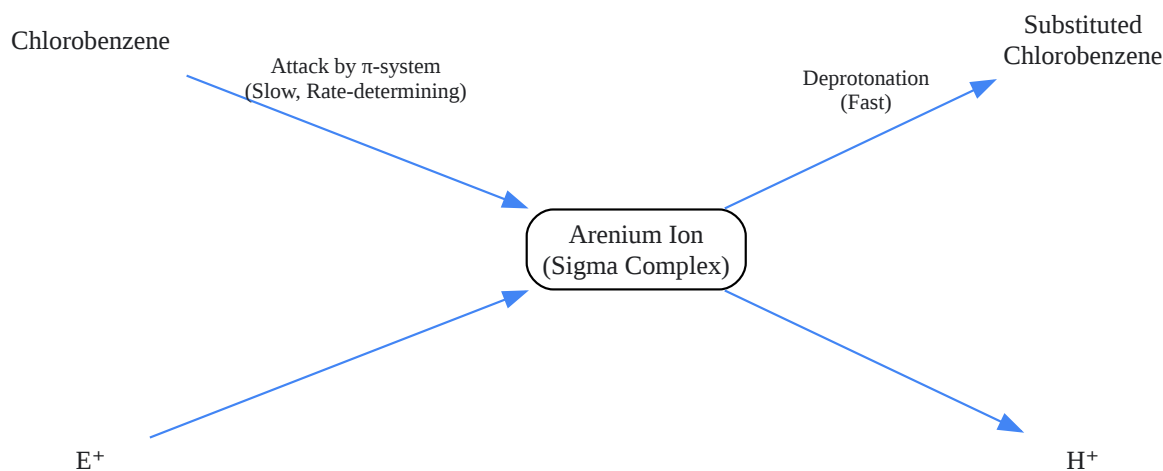 Chlorobenzene
Attack by π-system
(Slow, Rate-determining)
Substituted
Chlorobenzene
Deprotonation
(Fast)
Arenium Ion
(Sigma Complex)
E⁺
H⁺